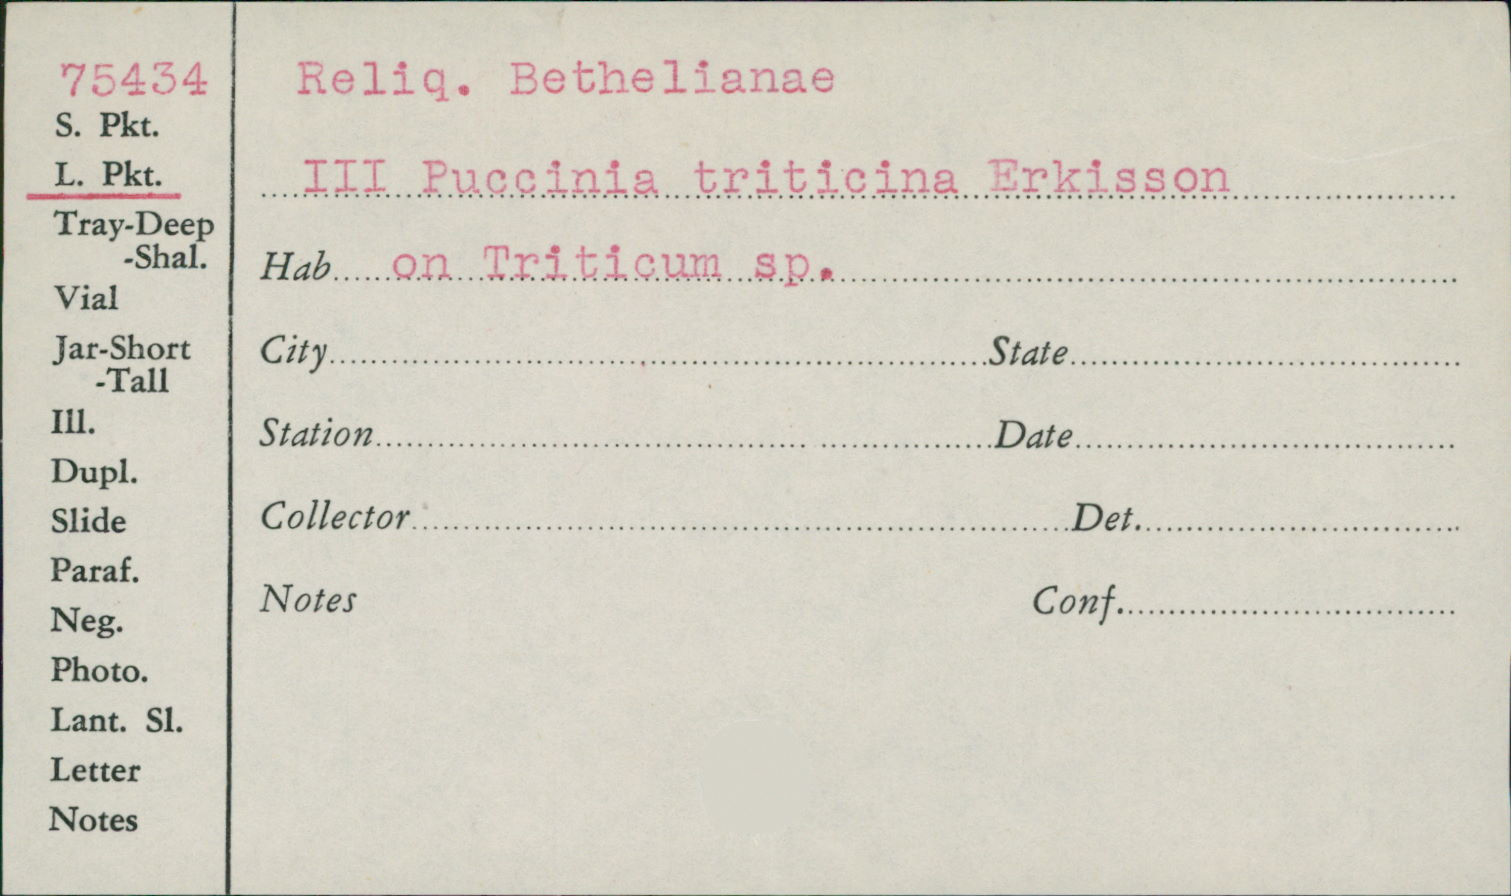 75434 Reliq. Bethelianae
S. Pkt.
L. Pkt. III Puccinia triticina Erkisson
Tray-Deep
-Shal.
Hab on Triticum sp.
Vial
Jar-Short City State
-Tall
Ill. Station Date
Dupl.
Slide Collector Det.
Paraf.
Neg. Notes Conf.
Photo.
Lant. Sl.
Letter
Notes